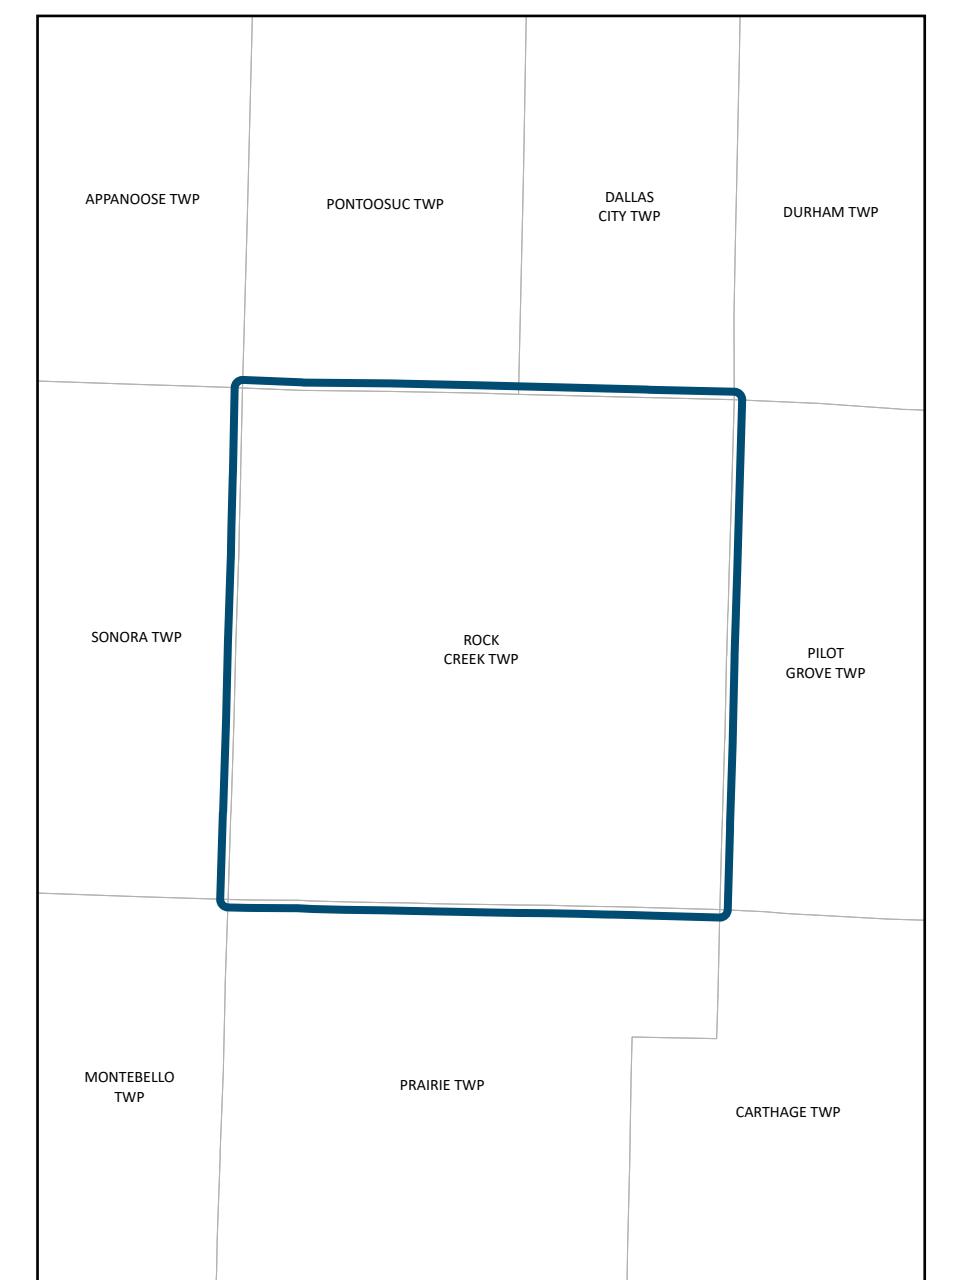 APPANOOSE TWP
PONTOOSUC TWP
DALLAS
CITY TWP
DURHAM TWP
SONORA TWP
ROCK
CREEK TWP
PILOT
GROVE TWP
MONTEBELLO
TWP
PRAIRIE TWP
CARTHAGE TWP